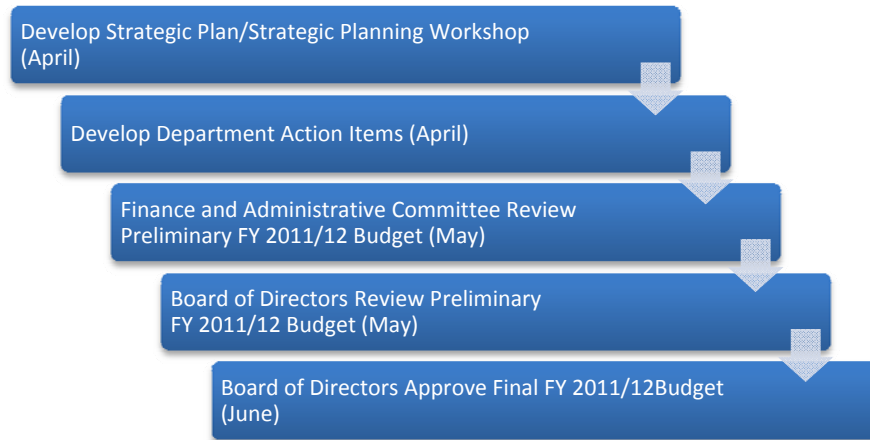 Develop Strategic Plan/Strategic Planning Workshop
(April)
Develop Department Action Items (April)
Finance and Administrative Committee Review
Preliminary FY 2011/12 Budget (May)
Board of Directors Review Preliminary
FY 2011/12 Budget (May)
Board of Directors Approve Final FY 2011/12Budget
(June)